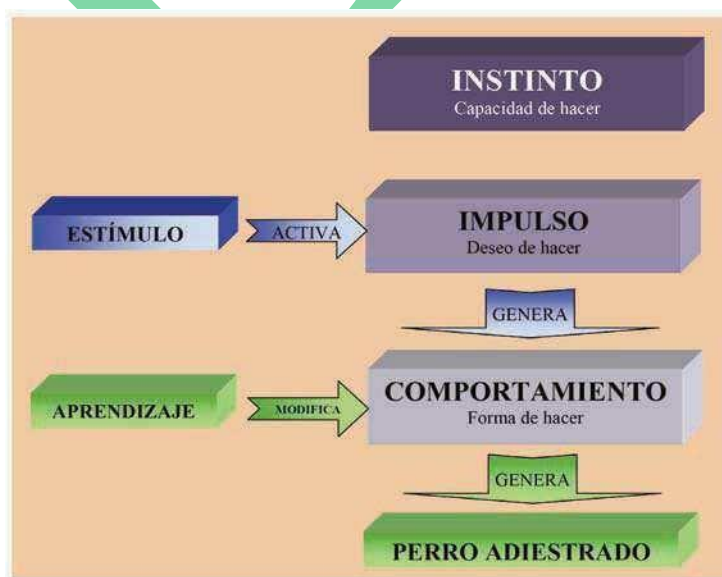 INSTINTO
Capacidad de hacer
ESTÍMULO
ACTIVA
IMPULSO
Deseo de hacer
GENERA
APRENDIZAJE
MODIFICA
COMPORTAMIENTO
Forma de hacer
GENERA
PERRO ADIESTRADO